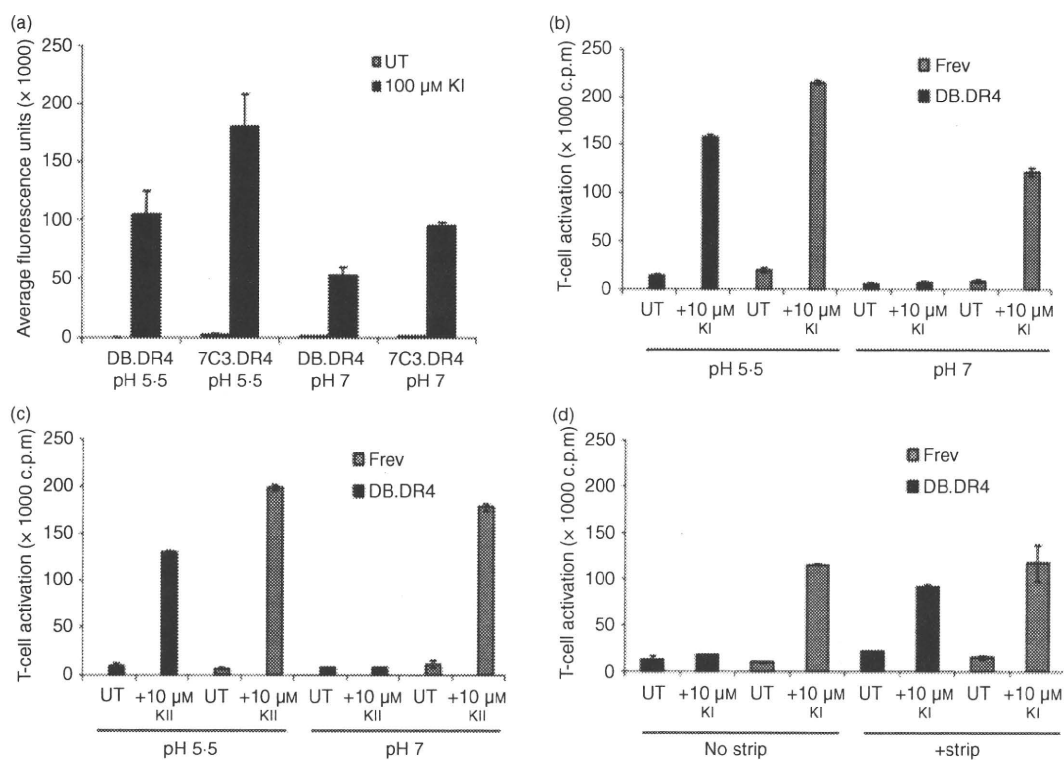 (a)
Average fluorescence units (× 1000)
250
200
150
100
50
0
UT
100 µM KI
DB.DR4 7C3.DR4 DB.DR4 7C3.DR4
pH 5·5 pH 5·5 pH 7 pH 7
(b)
T-cell activation (× 1000 c.p.m)
250
200
150
100
50
0
Frev
DB.DR4
UT +10 µM UT +10 µM UT +10 µM UT +10 µM
KI KI KI KI
pH 5·5 pH 7
(c)
T-cell activation (× 1000 c.p.m)
250
200
150
100
50
0
Frev
DB.DR4
UT +10 µM UT +10 µM UT +10 µM UT +10 µM
KII KII KII KII
pH 5·5 pH 7
(d)
T-cell activation (× 1000 c.p.m)
250
200
150
100
50
0
Frev
DB.DR4
UT +10 µM UT +10 µM UT +10 µM UT +10 µM
KI KI KI KI
No strip +strip